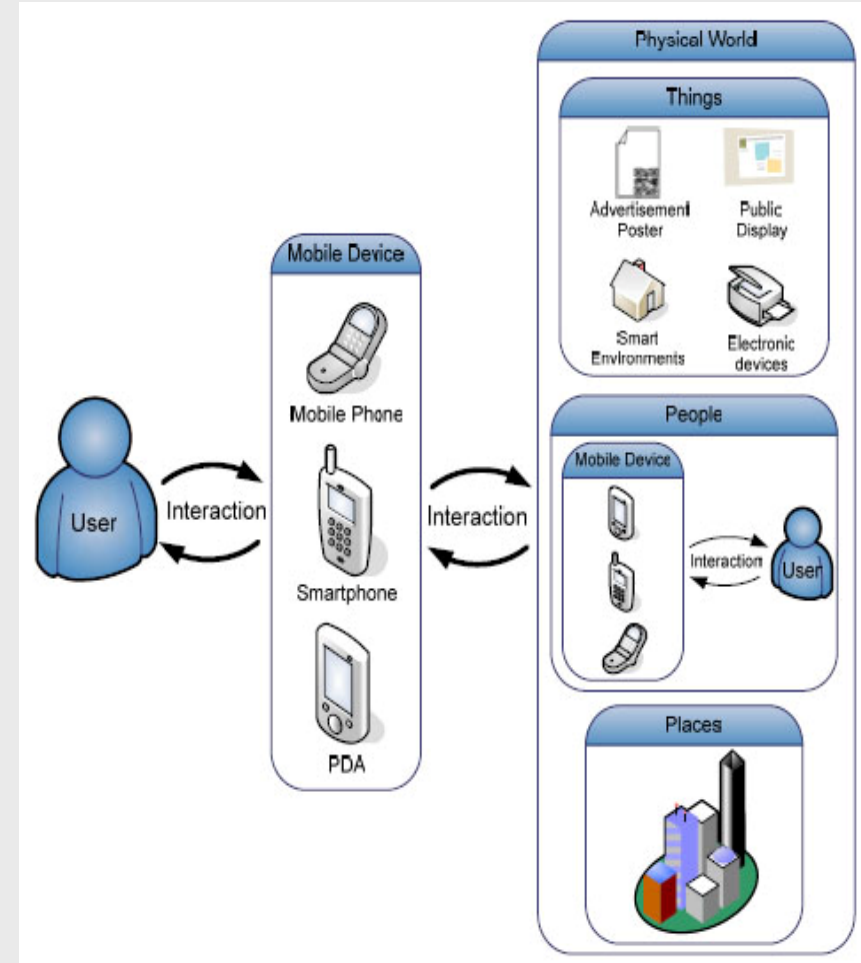 Physical World
Things
Advertisement
Poster
Public
Display
Smart
Environments
Electronic
devices
Mobile Device
Mobile Phone
Smartphone
PDA
User
Interaction
Interaction
People
Mobile Device
Interaction
User
Places